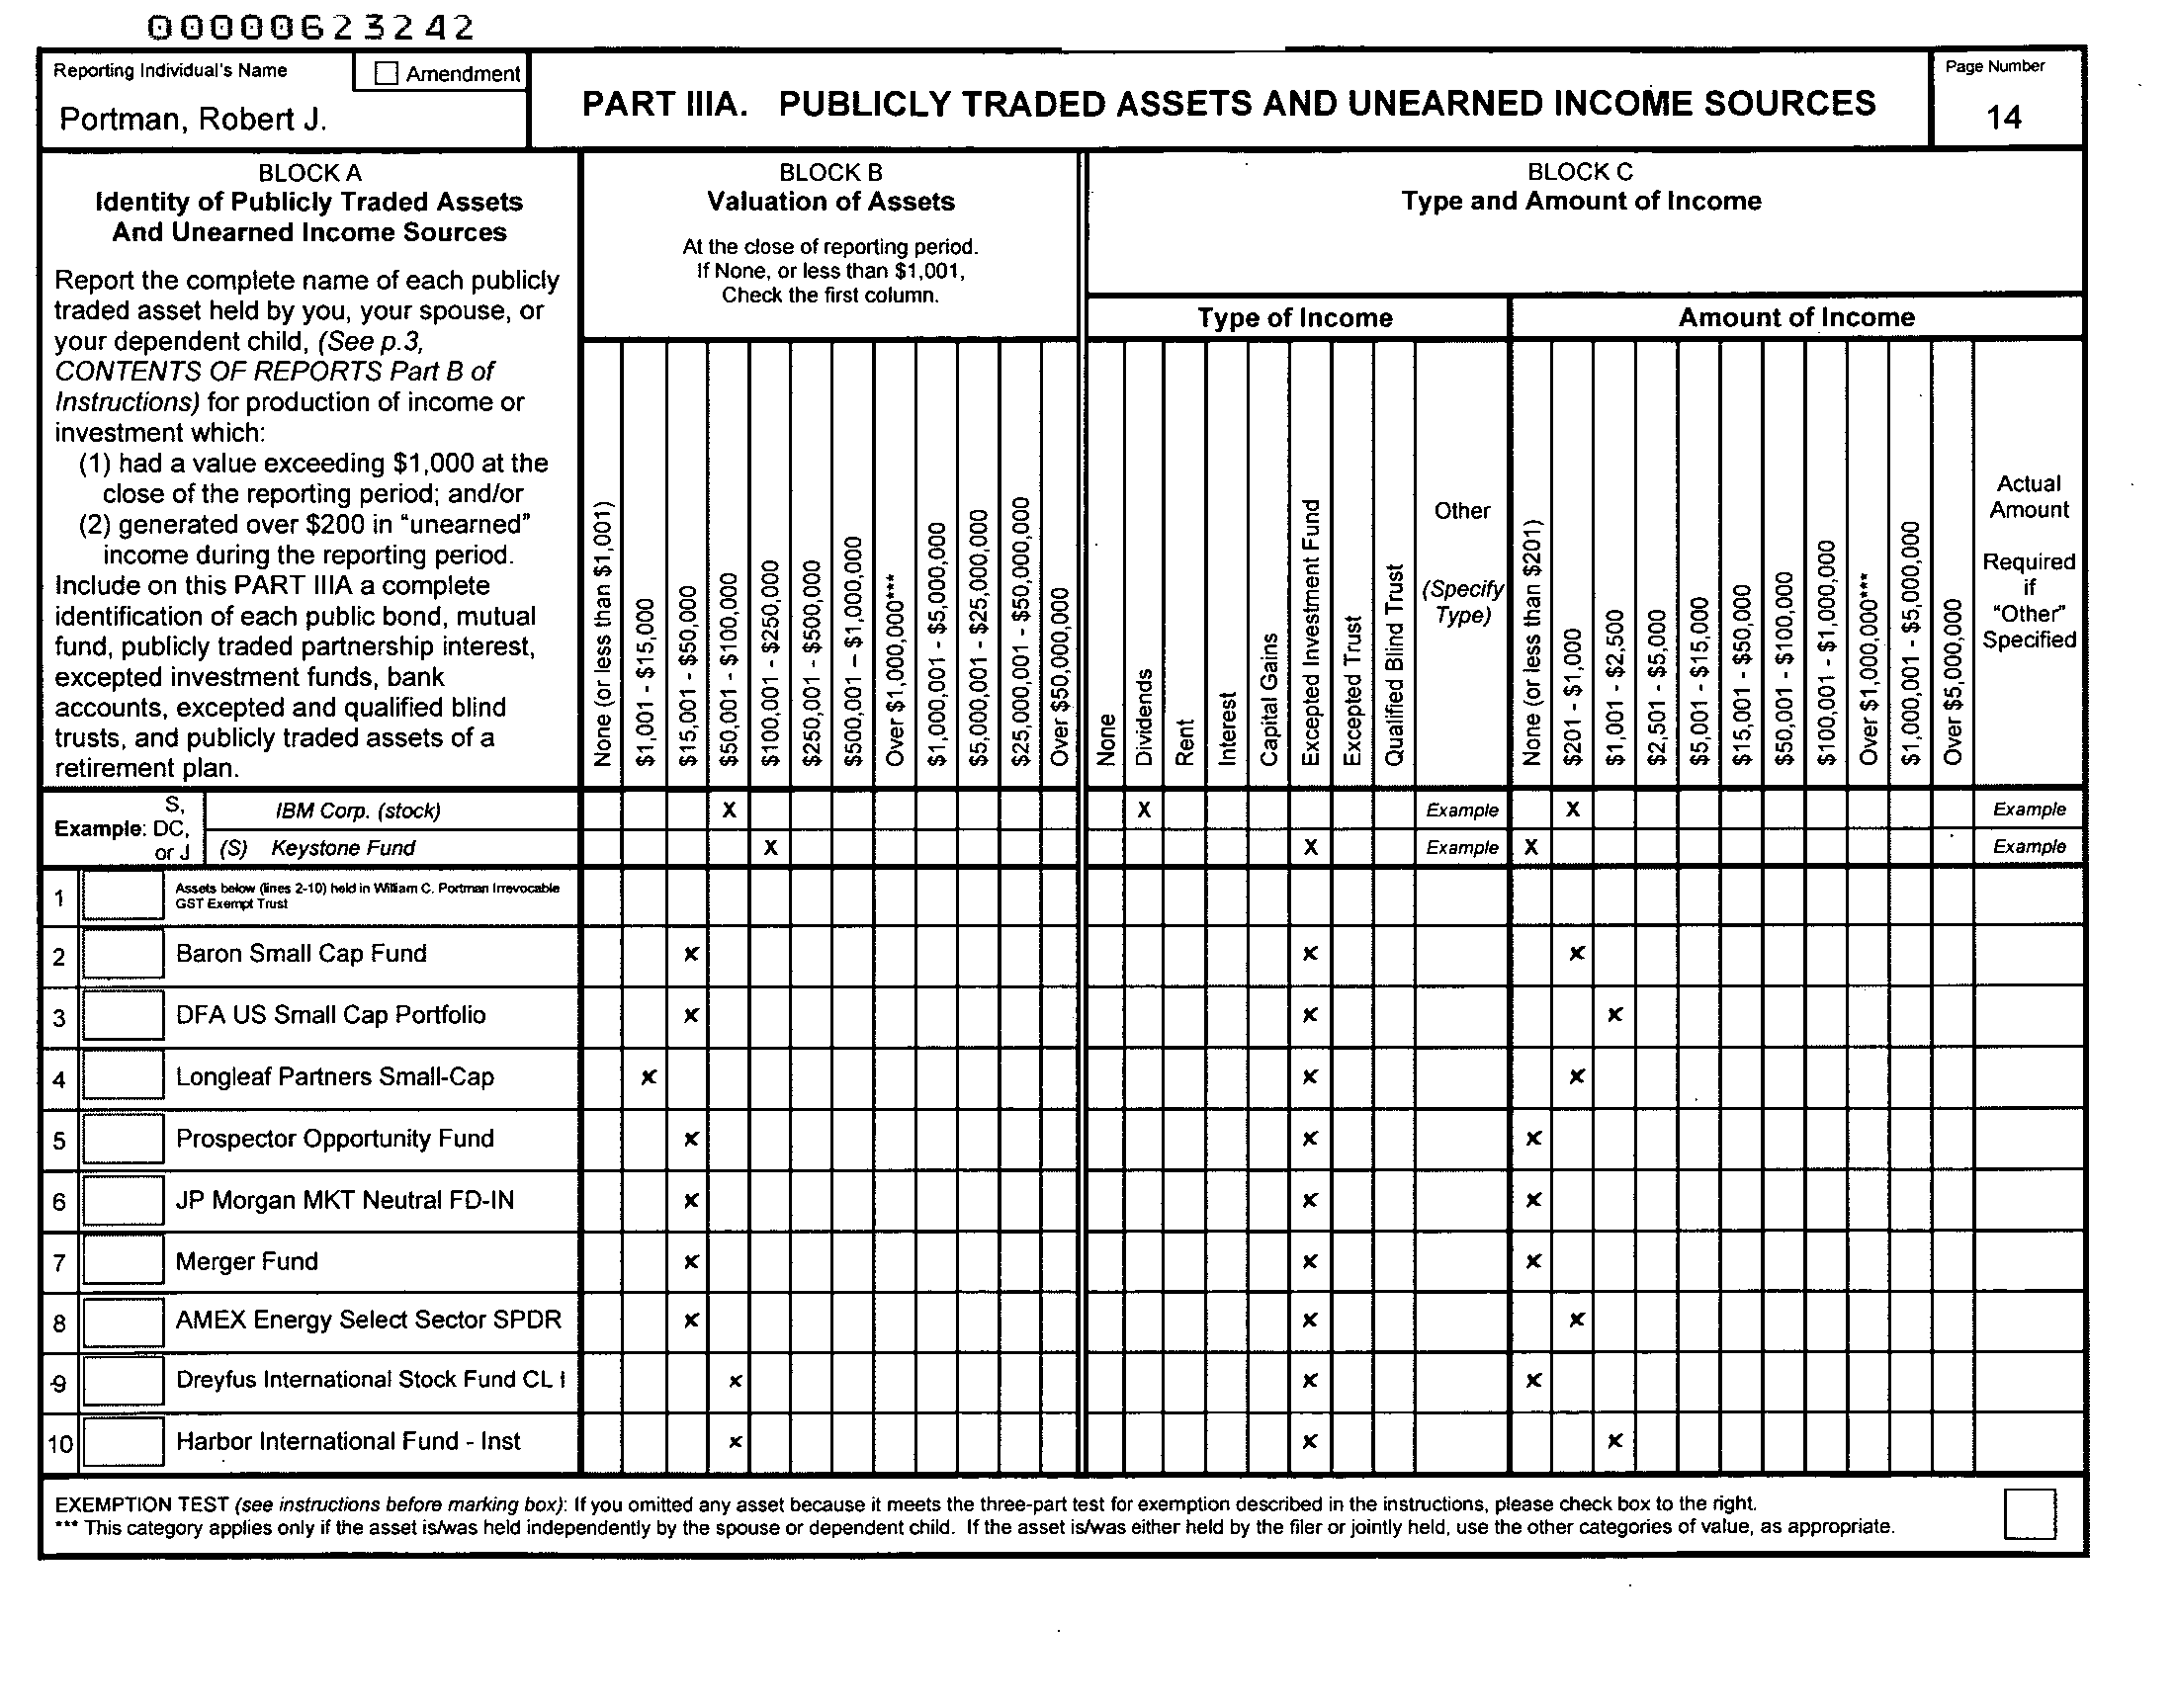 00000623242
Reporting Individual's Name
Amendment
Portman, Robert J.
PART IIIA. PUBLICLY TRADED ASSETS AND UNEARNED INCOME SOURCES
Page Number
14
BLOCK A
Identity of Publicly Traded Assets
And Unearned Income Sources
Report the complete name of each publicly
traded asset held by you, your spouse, or
your dependent child, (See p.3,
CONTENTS OF REPORTS Part B of
Instructions) for production of income or
investment which:
(1) had a value exceeding $1,000 at the
close of the reporting period; and/or
(2) generated over $200 in "unearned"
income during the reporting period.
Include on this PART IIIA a complete
identification of each public bond, mutual
fund, publicly traded partnership interest,
excepted investment funds, bank
accounts, excepted and qualified blind
trusts, and publicly traded assets of a
retirement plan.
BLOCK B
Valuation of Assets
At the close of reporting period.
If None, or less than $1,001,
Check the first column.
None (or less than $1,001)
$1,001 - $15,000
$15,001 - $50,000
$50,001 - $100,000
$100,001 - $250,000
$250,001 - $500,000
$500,001 – $1,000,000
Over $1,000,000***
$1,000,001 - $5,000,000
$5,000,001 - $25,000,000
$25,000,001 - $50,000,000
Over $50,000,000
BLOCK C
Type and Amount of Income
Type of Income
None
Dividends
Rent
Interest
Capital Gains
Excepted Investment Fund
Excepted Trust
Qualified Blind Trust
Other
(Specify
Type)
Amount of Income
None (or less than $201)
$201 - $1,000
$1,001 - $2,500
$2,501 - $5,000
$5,001 - $15,000
$15,001 - $50,000
$50,001 - $100,000
$100,001 - $1,000,000
Over $1,000,000***
$1,000,001 - $5,000,000
Over $5,000,000
Actual
Amount
Required
if
"Other"
Specified
Example: S, DC, or J
IBM Corp. (stock) X X Example X Example
(S) Keystone Fund X X Example X Example
1 Assets below (lines 2-10) held in William C. Portman Irrevocable
GST Exempt Trust
2 Baron Small Cap Fund x x x
3 DFA US Small Cap Portfolio x x x
4 Longleaf Partners Small-Cap x x x
5 Prospector Opportunity Fund x x x
6 JP Morgan MKT Neutral FD-IN x x x
7 Merger Fund x x x
8 AMEX Energy Select Sector SPDR x x x
9 Dreyfus International Stock Fund CL I x x x
10 Harbor International Fund - Inst x x x
EXEMPTION TEST (see instructions before marking box): If you omitted any asset because it meets the three-part test for exemption described in the instructions, please check box to the right.
*** This category applies only if the asset is/was held independently by the spouse or dependent child. If the asset is/was either held by the filer or jointly held, use the other categories of value, as appropriate.